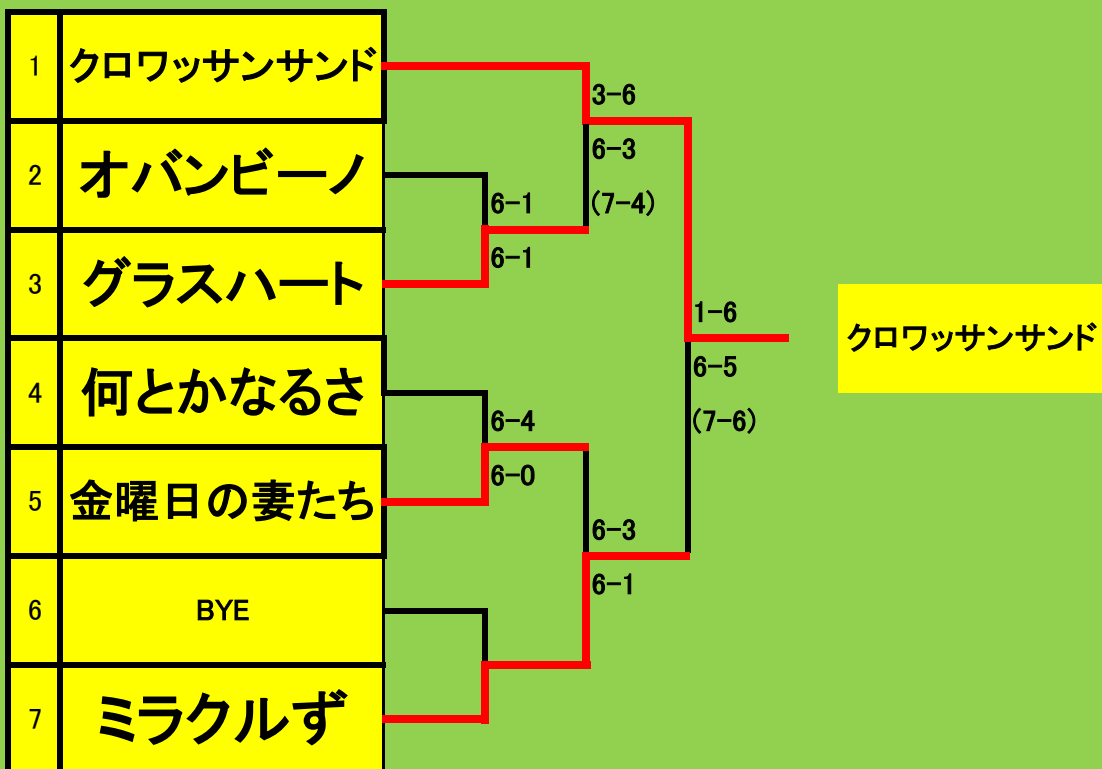 1 クロワッサンサンド
2 オバンビーノ
3 グラスハート
4 何とかなるさ
5 金曜日の妻たち
6 BYE
7 ミラクルず
6-1
6-1
6-4
6-0
3-6
6-3
(7-4)
6-3
6-1
1-6
6-5
(7-6)
クロワッサンサンド